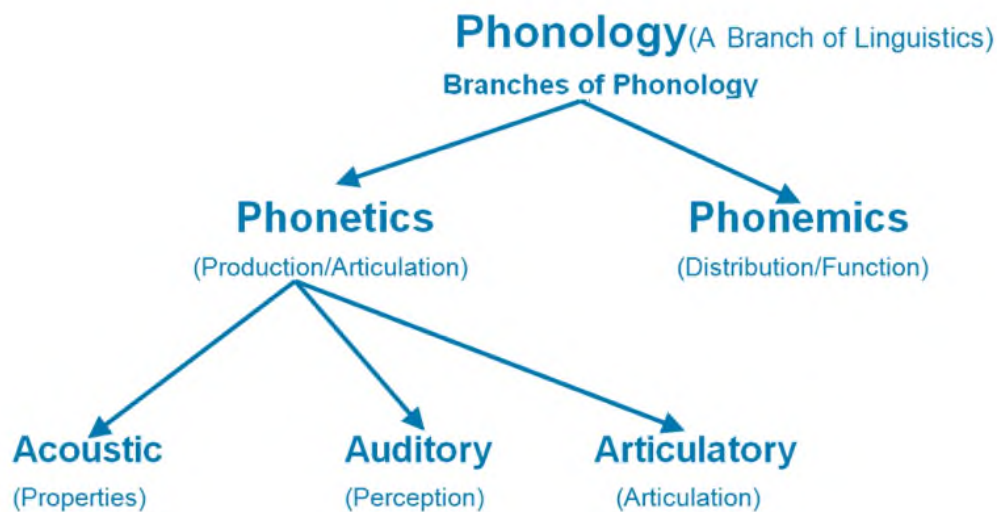 Phonology(A Branch of Linguistics)
Branches of Phonology
Phonetics
Phonemics
(Production/Articulation)
(Distribution/Function)
Acoustic
Auditory
Articulatory
(Properties)
(Perception)
(Articulation)